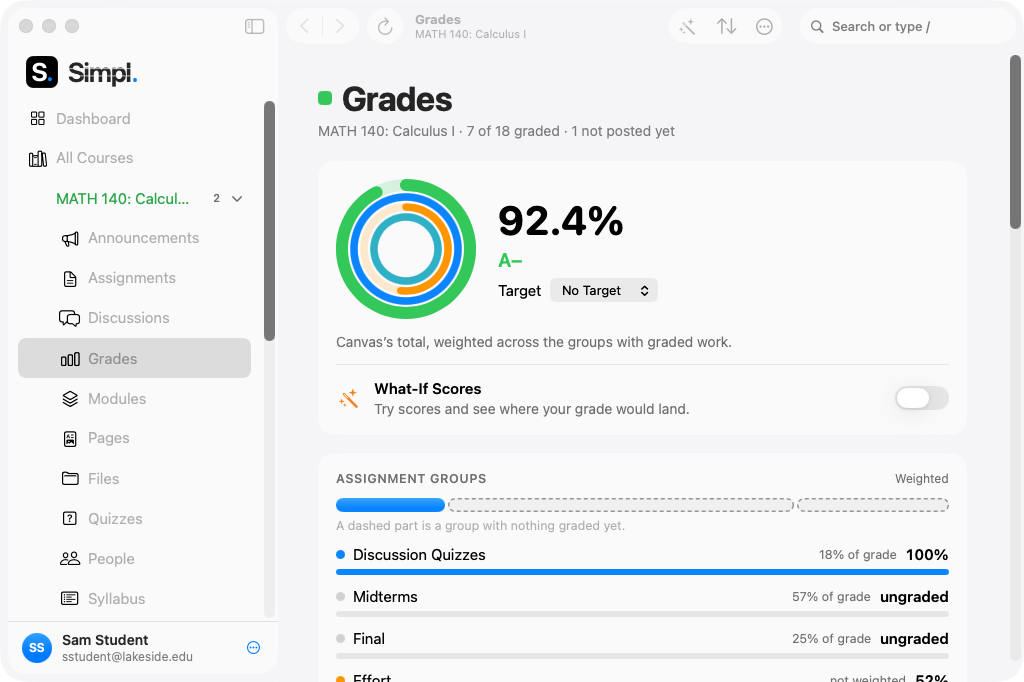 Grades
MATH 140: Calculus I
Search or type /
S.
Simpl.
Dashboard
All Courses
MATH 140: Calcul... 2
Announcements
Assignments
Discussions
Grades
Modules
Pages
Files
Quizzes
People
Syllabus
SS
Sam Student
sstudent@lakeside.edu
Grades
MATH 140: Calculus I · 7 of 18 graded · 1 not posted yet
92.4%
A−
Target No Target
Canvas’s total, weighted across the groups with graded work.
What-If Scores
Try scores and see where your grade would land.
ASSIGNMENT GROUPS Weighted
A dashed part is a group with nothing graded yet.
Discussion Quizzes 18% of grade 100%
Midterms 57% of grade ungraded
Final 25% of grade ungraded
Effort not weighted 52%